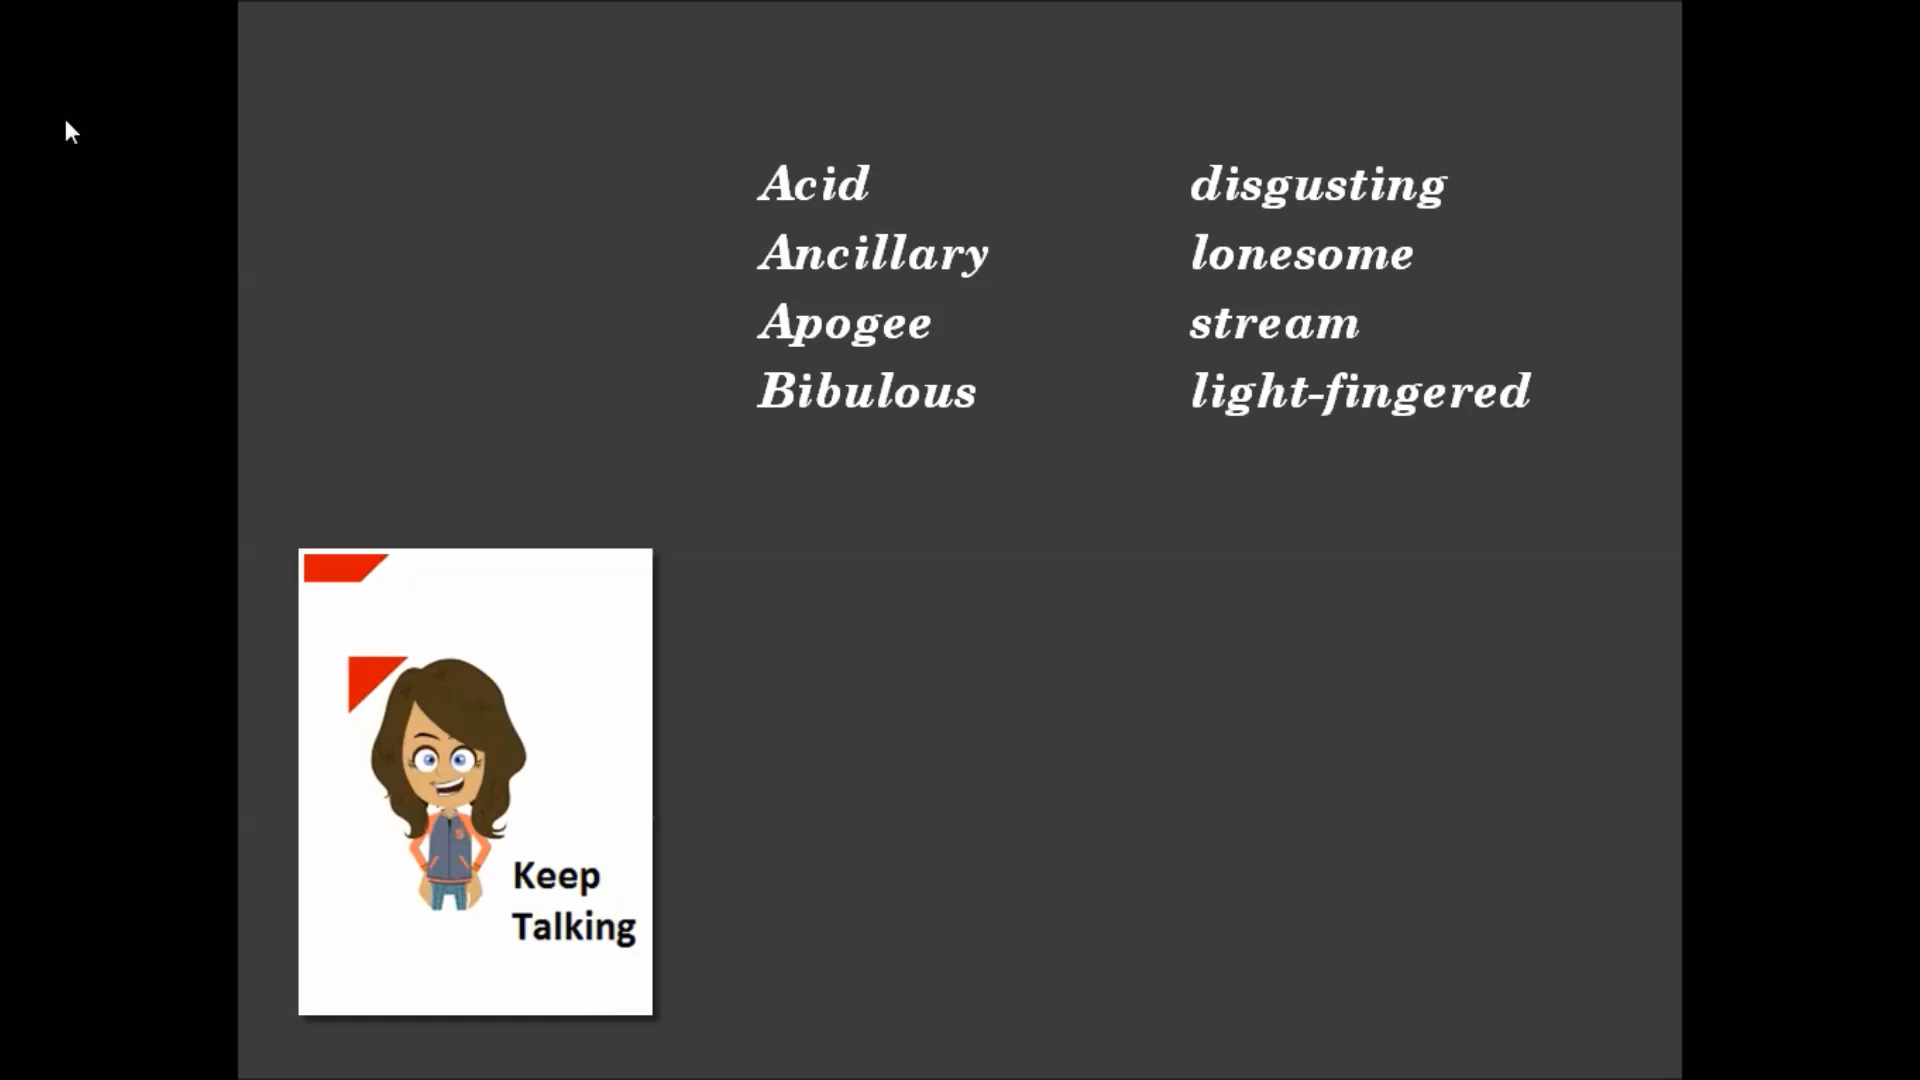 Acid disgusting
Ancillary lonesome
Apogee stream
Bibulous light-fingered
Keep
Talking